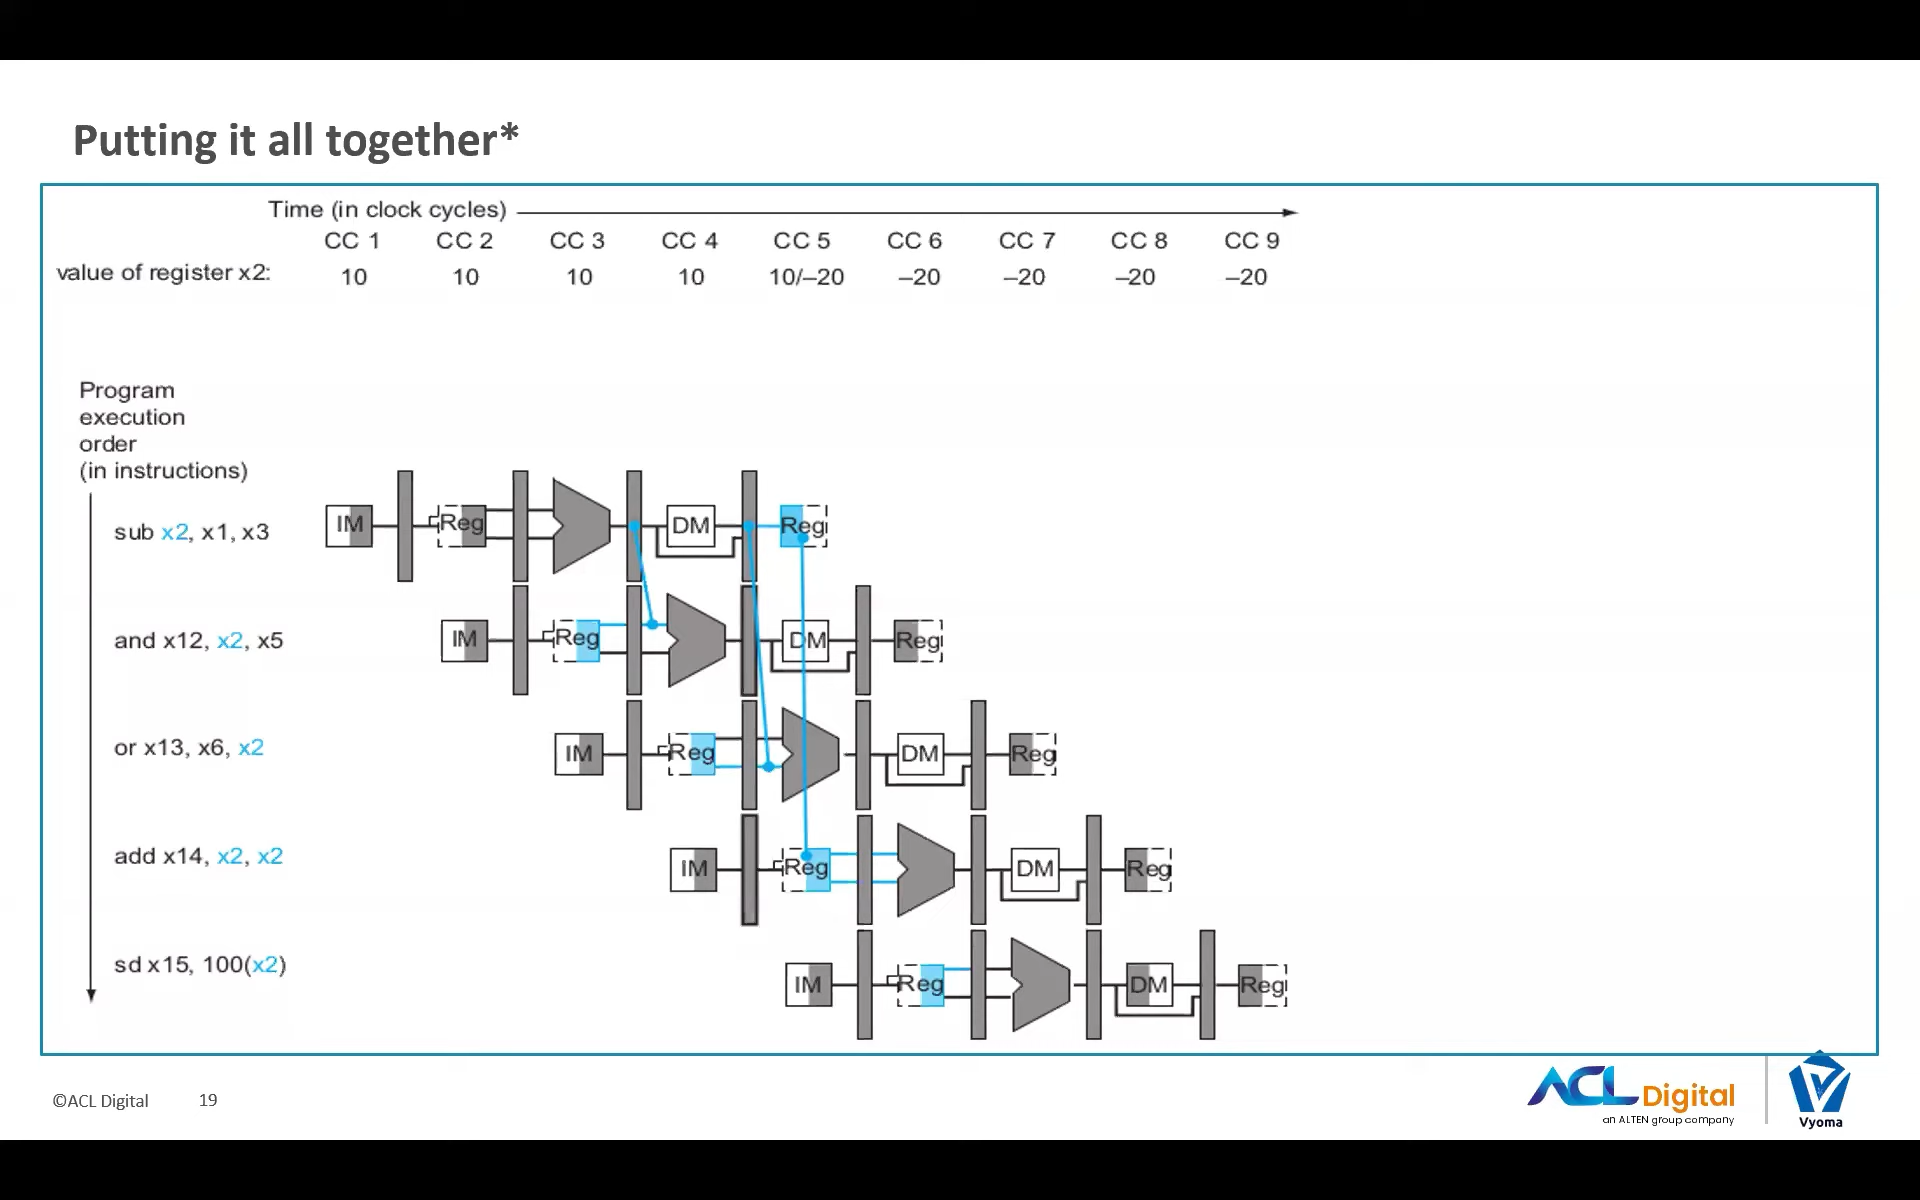 Putting it all together*
Time (in clock cycles)
CC 1 CC 2 CC 3 CC 4 CC 5 CC 6 CC 7 CC 8 CC 9
value of register x2: 10 10 10 10 10/–20 –20 –20 –20 –20
Program
execution
order
(in instructions)
sub x2, x1, x3 IM Reg DM Reg
and x12, x2, x5 IM Reg DM Reg
or x13, x6, x2 IM Reg DM Reg
add x14, x2, x2 IM Reg DM Reg
sd x15, 100(x2) IM Reg DM Reg
©ACL Digital 19
ACL Digital
an ALTEN group company
Vyoma